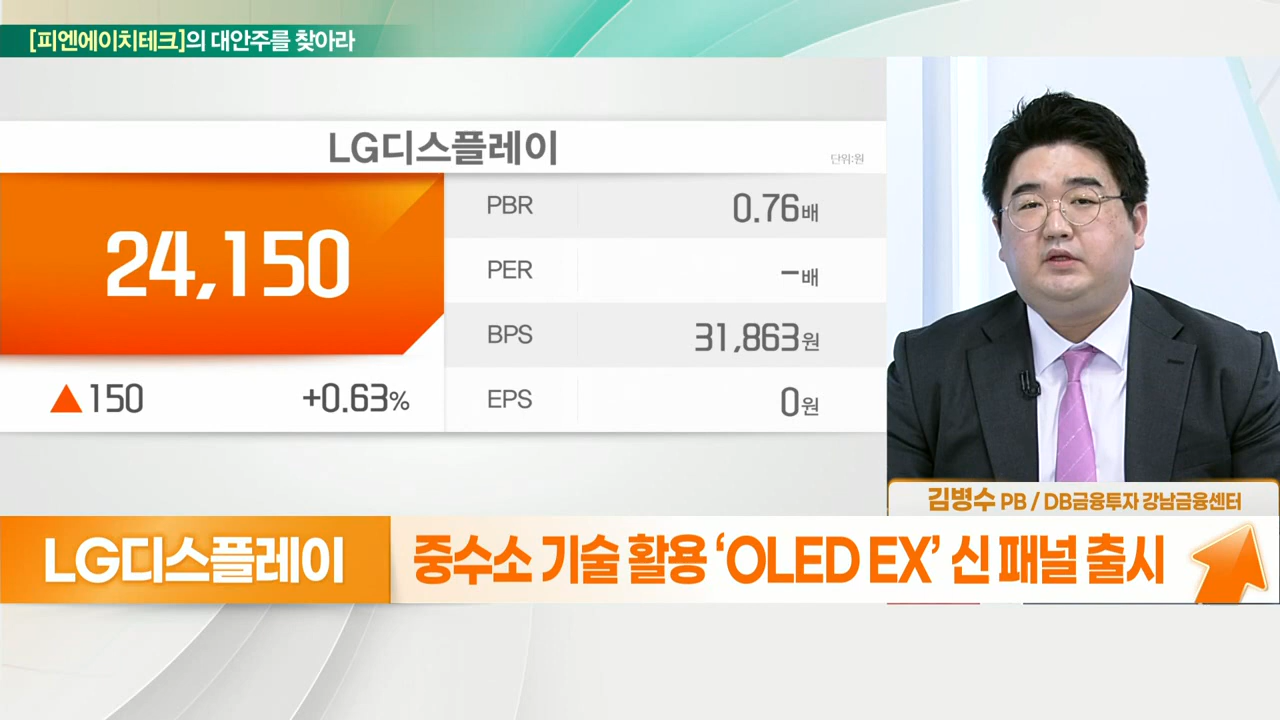 [피엔에이치테크]의 대안주를 찾아라
LG디스플레이
단위:원
24,150
▲150 +0.63%
PBR 0.76배
PER -배
BPS 31,863원
EPS 0원
김병수 PB / DB금융투자 강남금융센터
LG디스플레이
중수소 기술 활용 ‘OLED EX’ 신 패널 출시